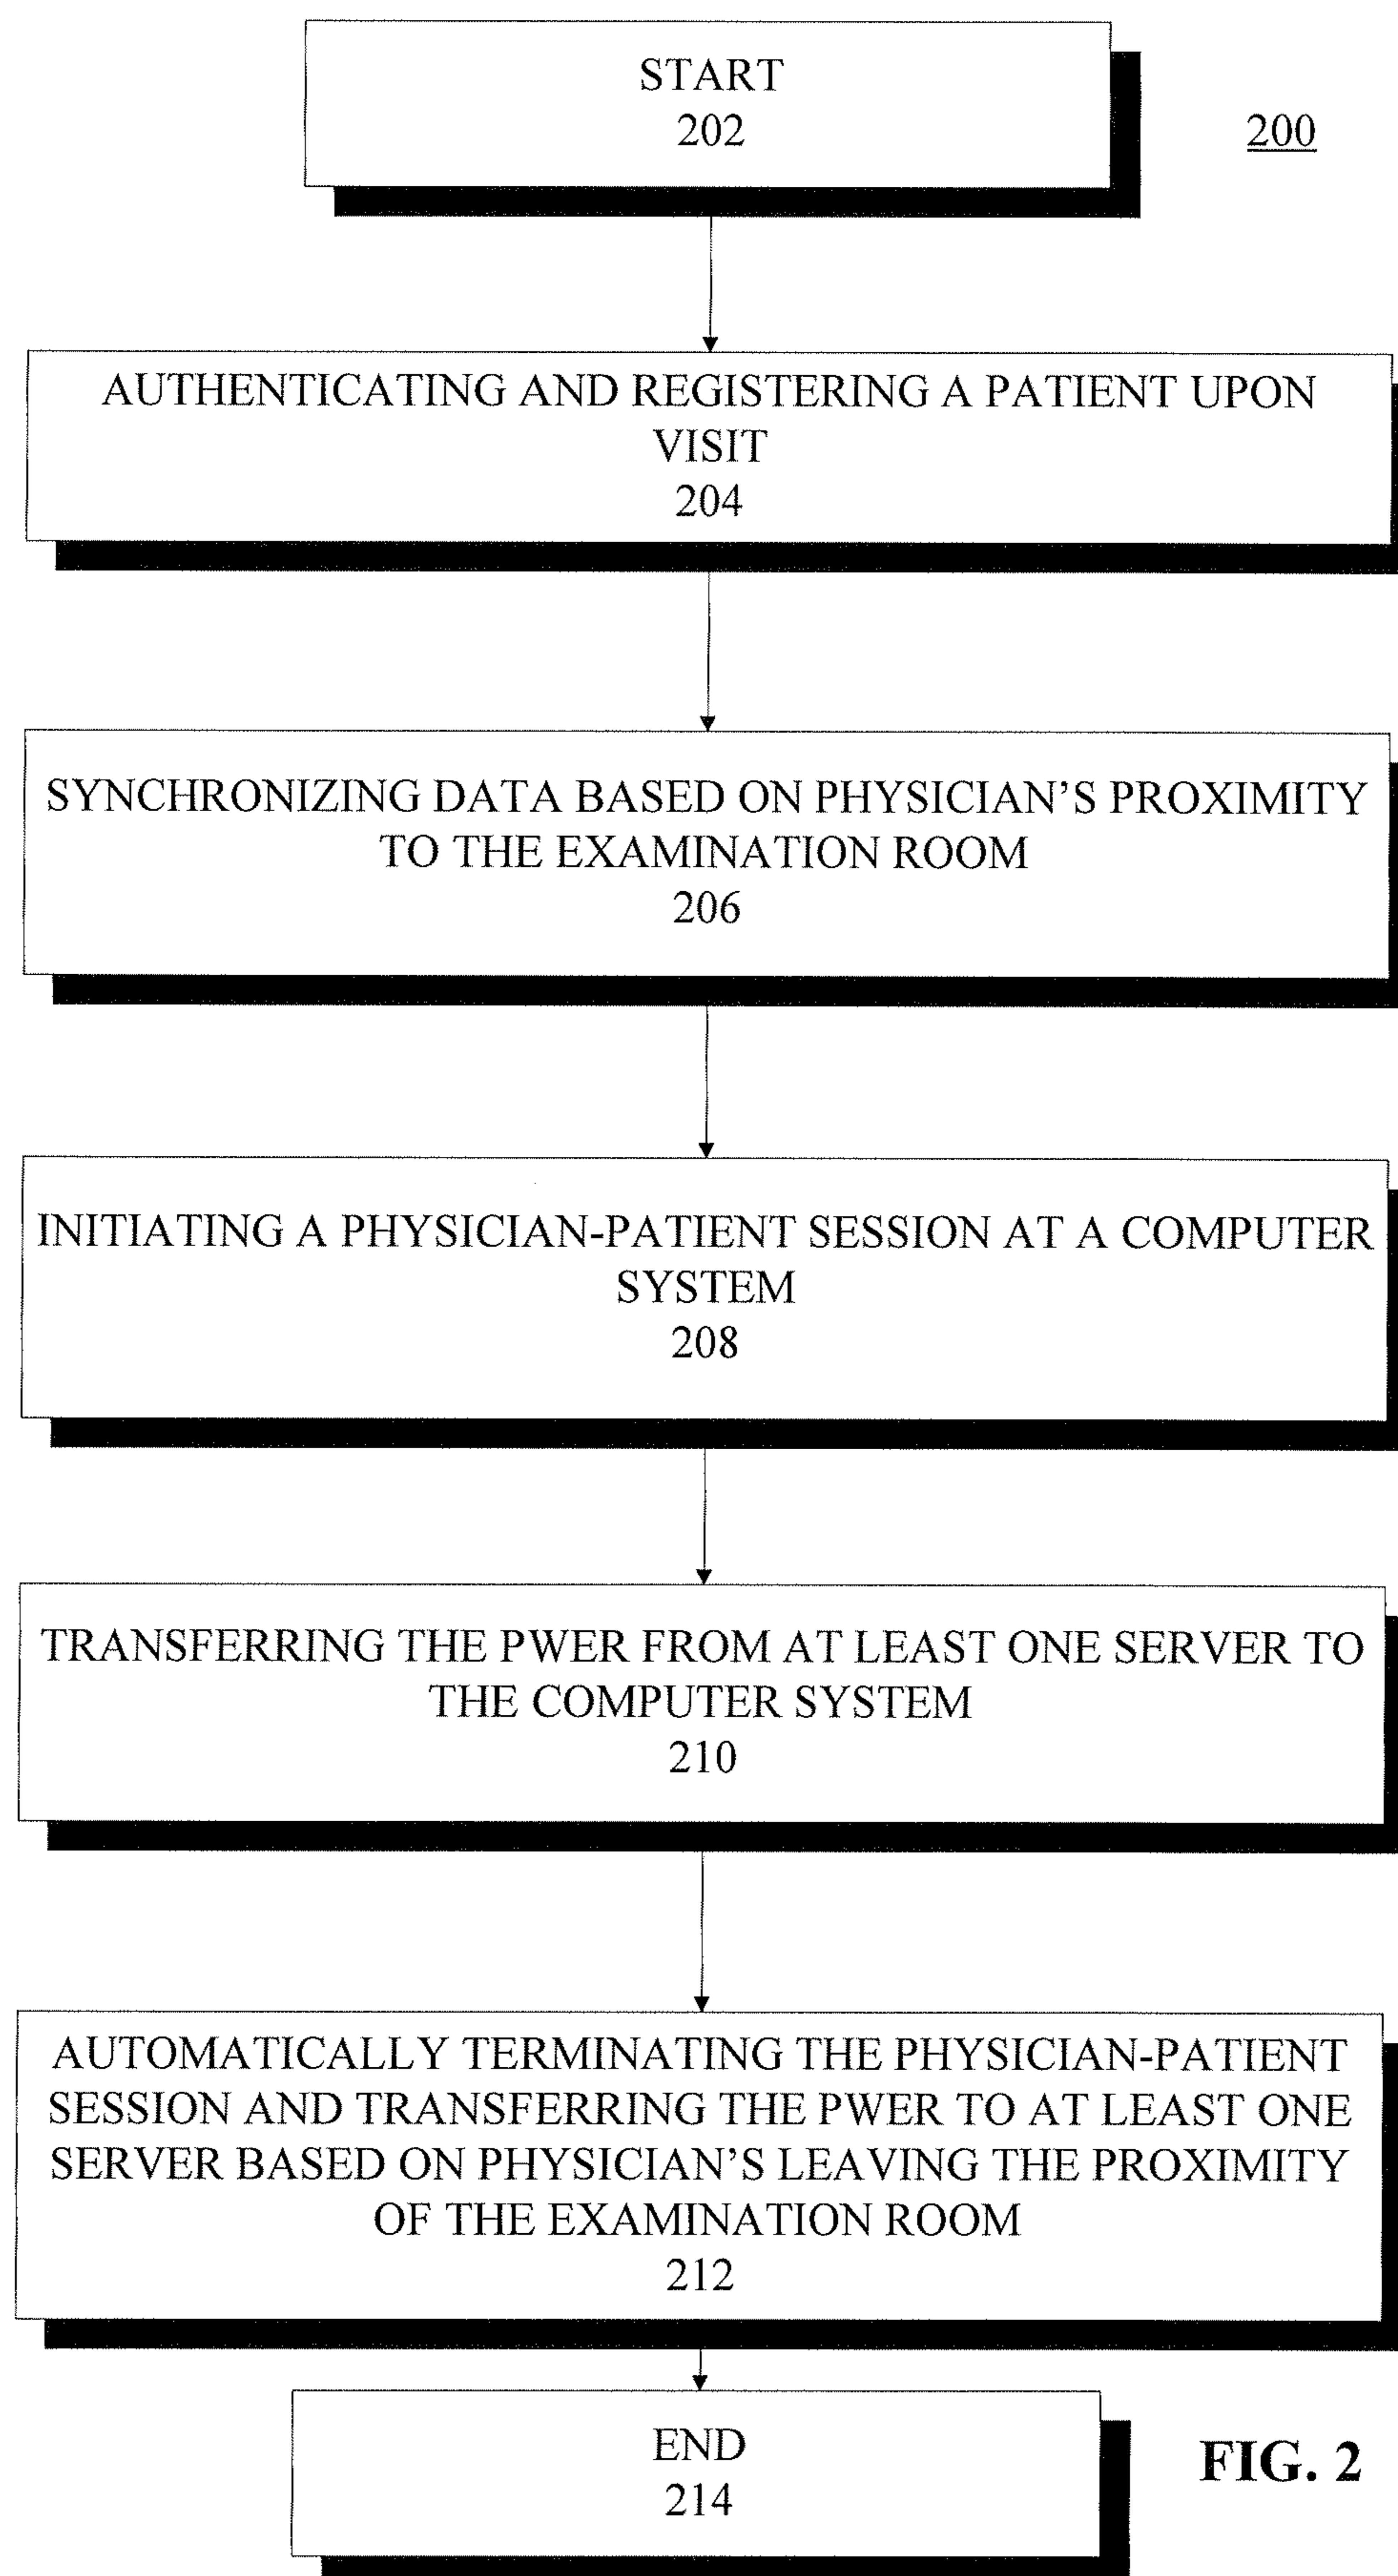 START
202
200
AUTHENTICATING AND REGISTERING A PATIENT UPON
VISIT
204
SYNCHRONIZING DATA BASED ON PHYSICIAN'S PROXIMITY
TO THE EXAMINATION ROOM
206
INITIATING A PHYSICIAN-PATIENT SESSION AT A COMPUTER
SYSTEM
208
TRANSFERRING THE PWER FROM AT LEAST ONE SERVER TO
THE COMPUTER SYSTEM
210
AUTOMATICALLY TERMINATING THE PHYSICIAN-PATIENT
SESSION AND TRANSFERRING THE PWER TO AT LEAST ONE
SERVER BASED ON PHYSICIAN'S LEAVING THE PROXIMITY
OF THE EXAMINATION ROOM
212
END
214
FIG. 2